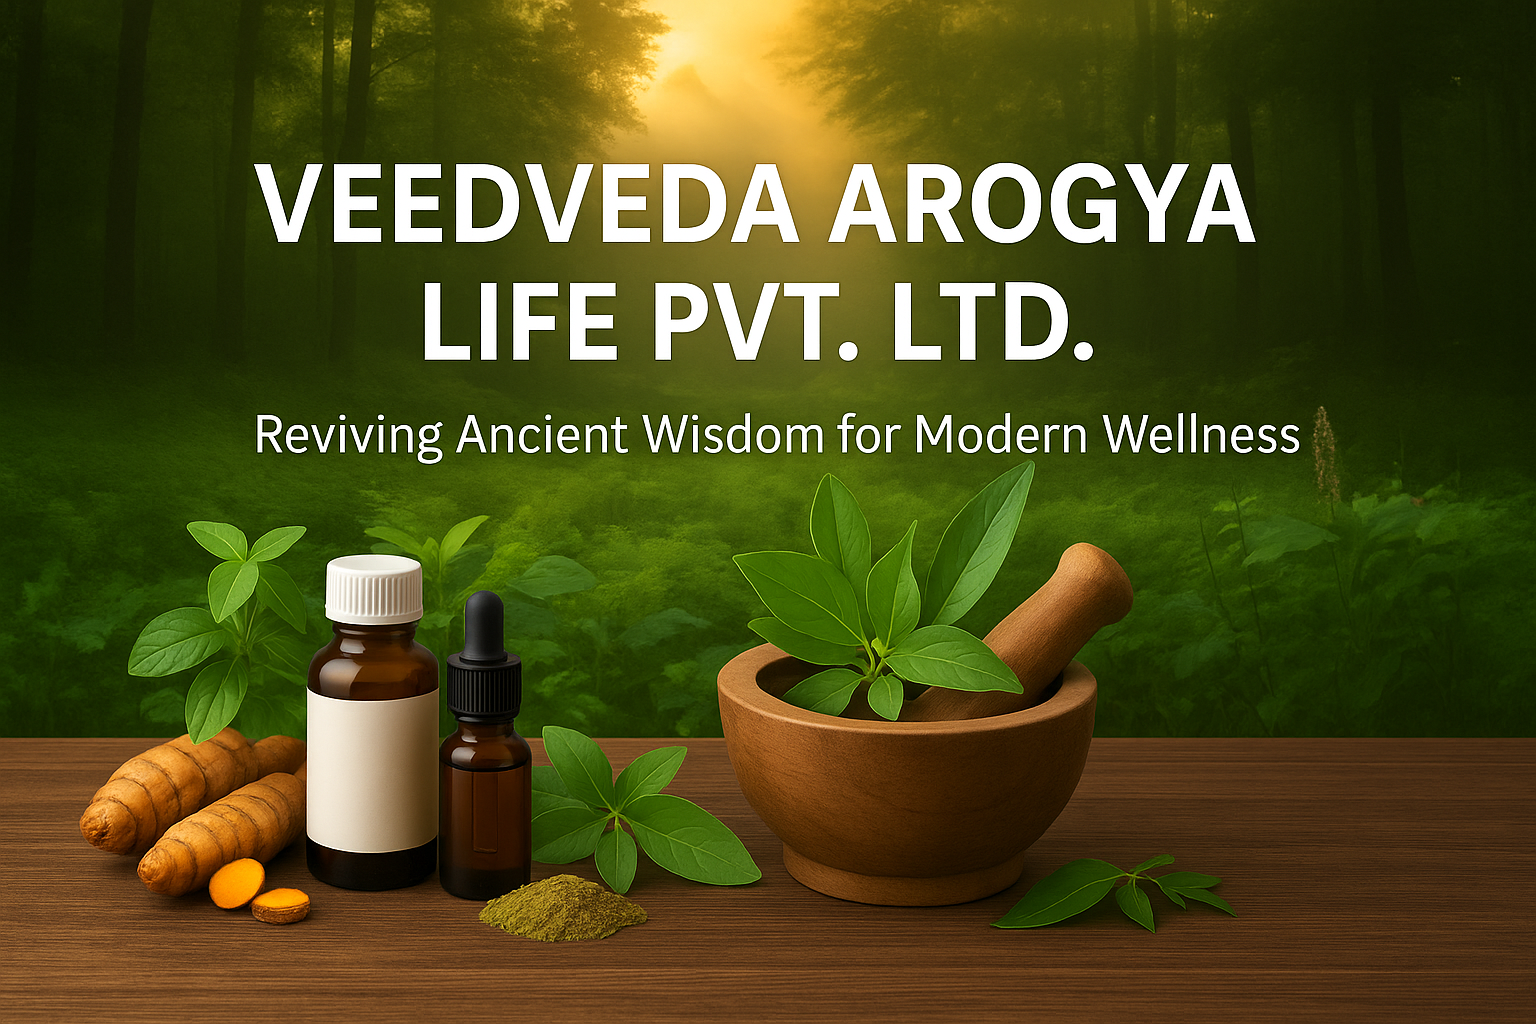 VEEDVEDA AROGYA
LIFE PVT. LTD.
Reviving Ancient Wisdom for Modern Wellness